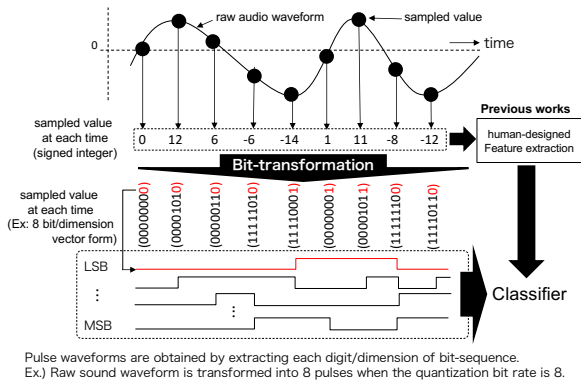 raw audio waveform
sampled value
0
time
Previous works
sampled value
at each time
(signed integer)
0 12 6 -6 -14 1 11 -8 -12
human-designed
Feature extraction
Bit-transformation
sampled value
at each time
(Ex: 8 bit/dimension
vector form)
(00000000)
(00001010)
(00000110)
(11111010)
(11110001)
(00000001)
(00001011)
(11111100)
(11110110)
LSB
⋮
⋮
MSB
Classifier
Pulse waveforms are obtained by extracting each digit/dimension of bit-sequence.
Ex.) Raw sound waveform is transformed into 8 pulses when the quantization bit rate is 8.